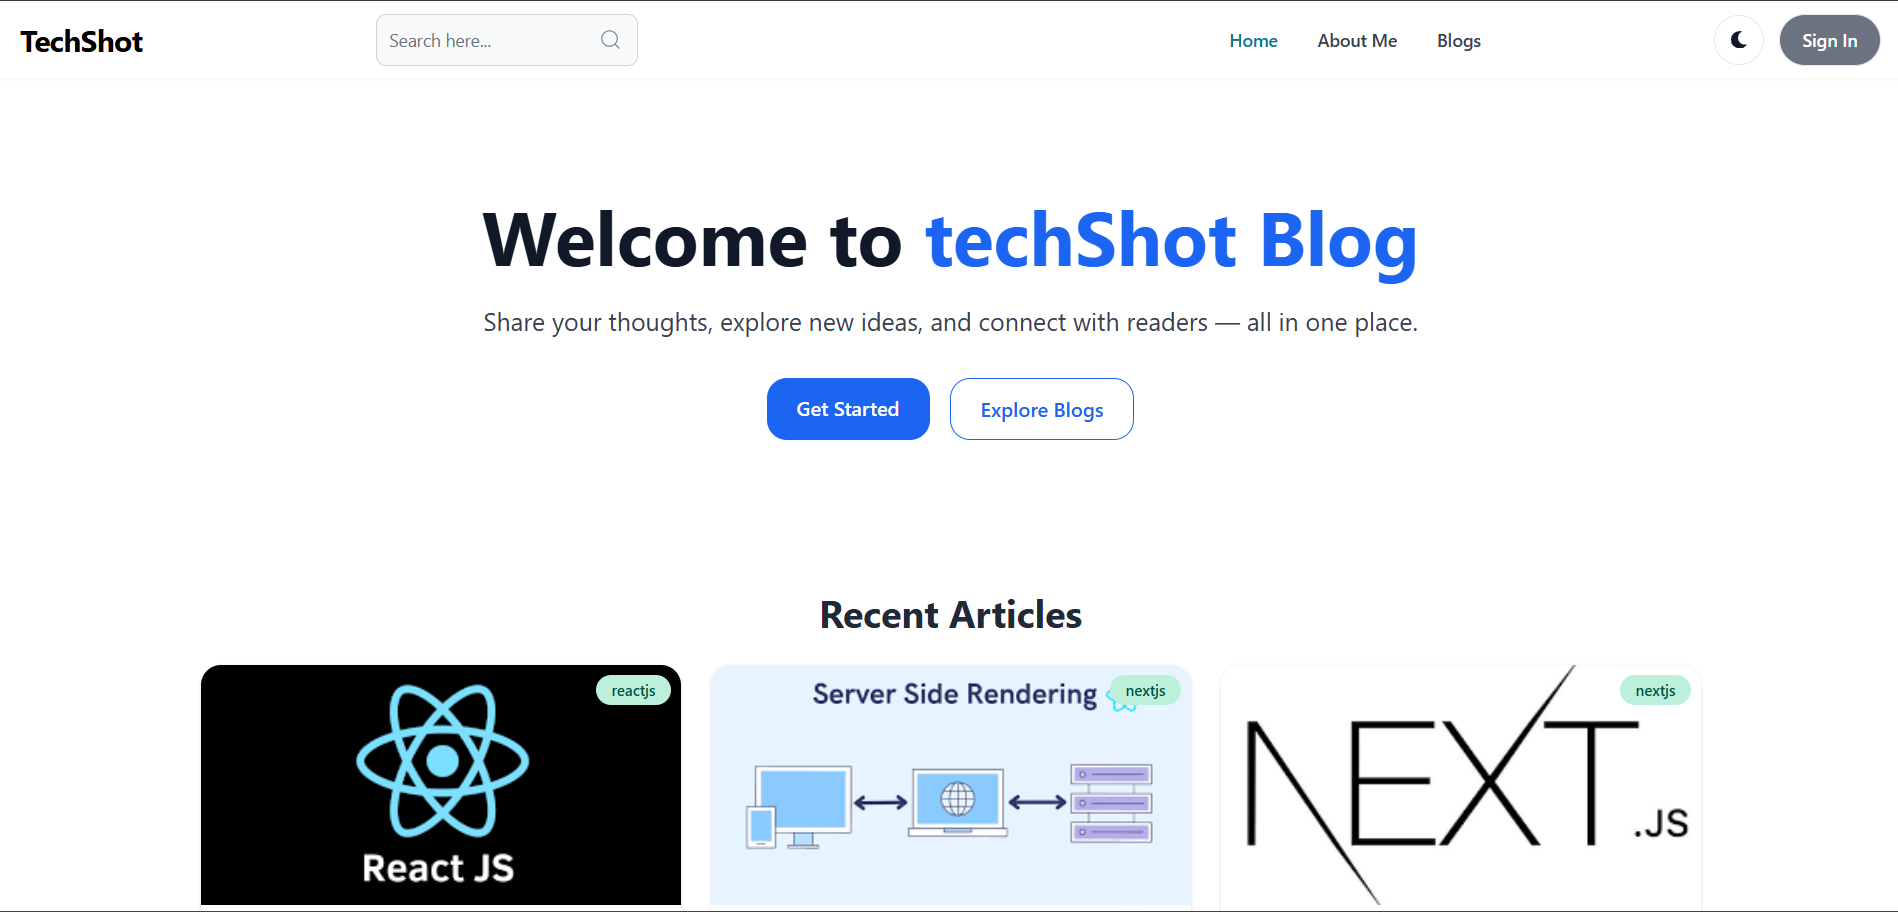 TechShot
Search here...
Home
About Me
Blogs
Sign In
Welcome to techShot Blog
Share your thoughts, explore new ideas, and connect with readers — all in one place.
Get Started
Explore Blogs
Recent Articles
reactjs
React JS
Server Side Rendering
nextjs
nextjs
NEXT
.JS